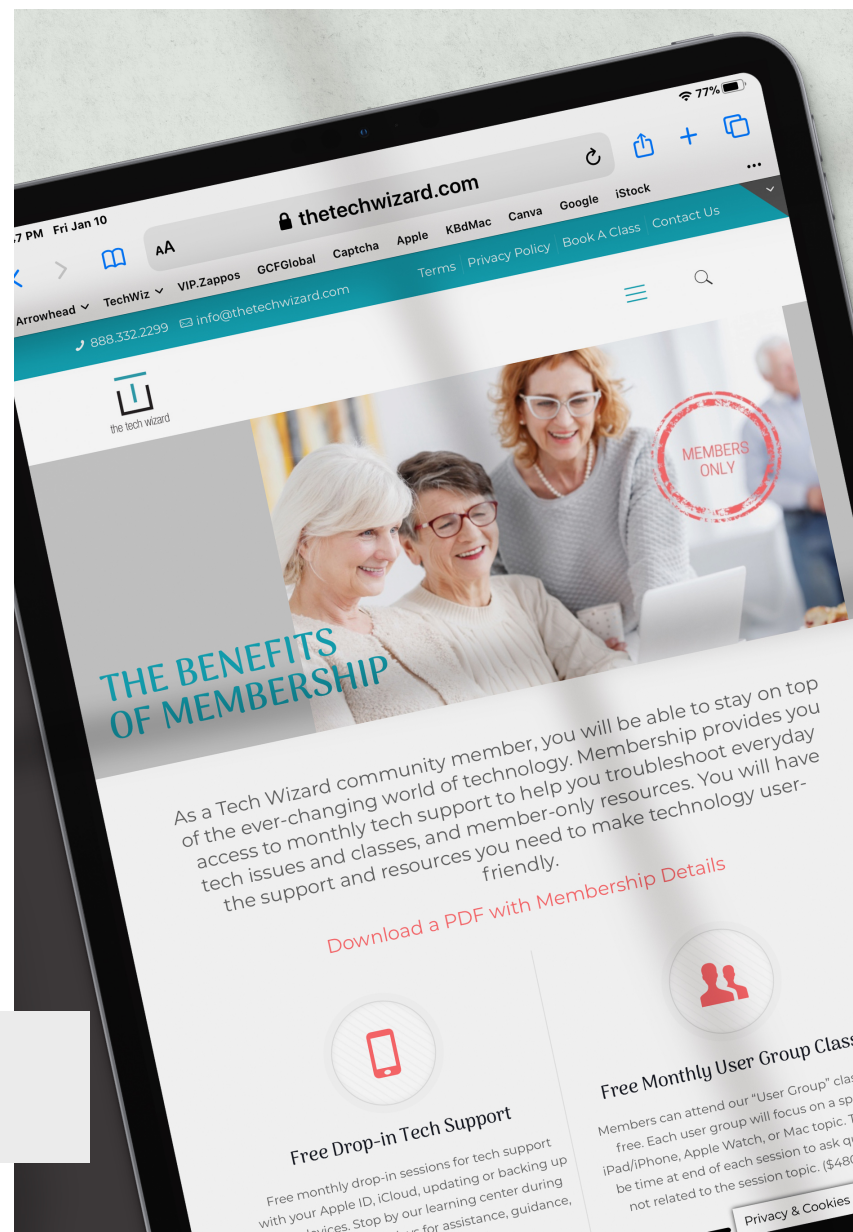 77%
7 PM Fri Jan 10
AA
thetechwizard.com
Arrowhead TechWiz VIP.Zappos GCFGlobal Captcha Apple KBdMac Canva Google iStock
888.332.2299 info@thetechwizard.com Terms Privacy Policy Book A Class Contact Us
the tech wizard
MEMBERS
ONLY
THE BENEFITS
OF MEMBERSHIP
As a Tech Wizard community member, you will be able to stay on top
of the ever-changing world of technology. Membership provides you
access to monthly tech support to help you troubleshoot everyday
tech issues and classes, and member-only resources. You will have
the support and resources you need to make technology user-
friendly.
Download a PDF with Membership Details
Free Drop-in Tech Support
Free monthly drop-in sessions for tech support
with your Apple ID, iCloud, updating or backing up
Stop by our learning center during
for assistance, guidance,
Free Monthly User Group
Members can attend our "User Group"
free. Each user group will focus on a
iPad/iPhone, Apple Watch, or Mac topic.
be time at end of each session to ask
not related to the session topic.
Privacy & Cookies